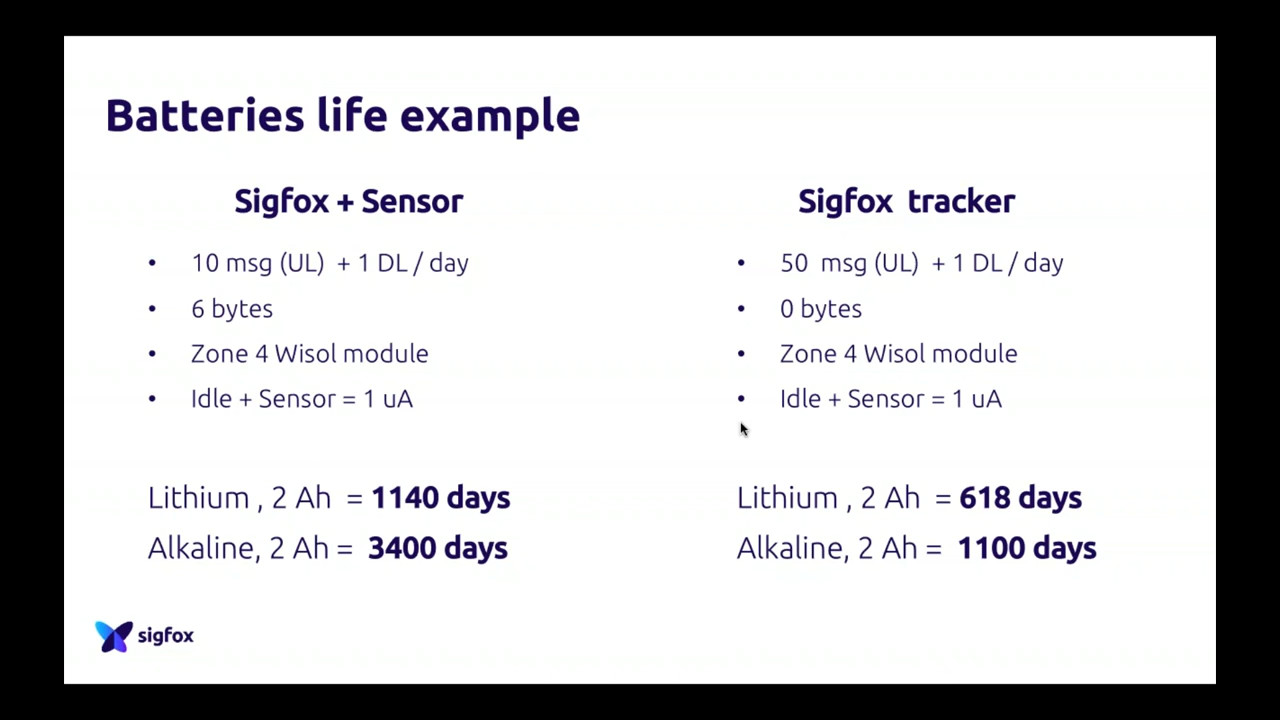 Batteries life example
Sigfox + Sensor
• 10 msg (UL) + 1 DL / day
• 6 bytes
• Zone 4 Wisol module
• Idle + Sensor = 1 uA
Lithium , 2 Ah = 1140 days
Alkaline, 2 Ah = 3400 days
Sigfox tracker
• 50 msg (UL) + 1 DL / day
• 0 bytes
• Zone 4 Wisol module
• Idle + Sensor = 1 uA
Lithium , 2 Ah = 618 days
Alkaline, 2 Ah = 1100 days
sigfox